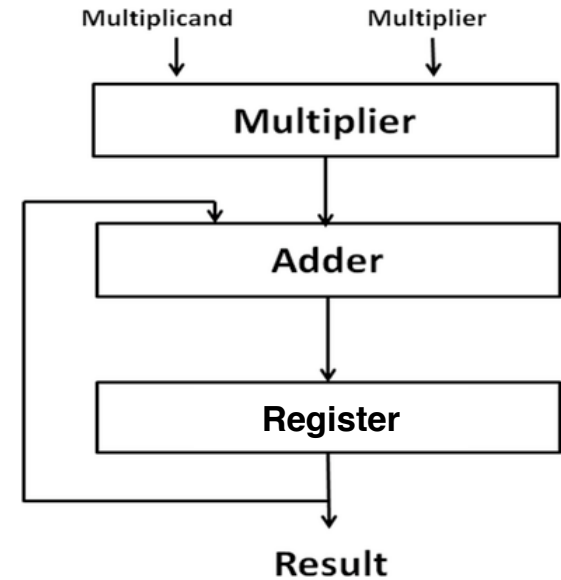 Multiplicand Multiplier
Multiplier
Adder
Register
Result